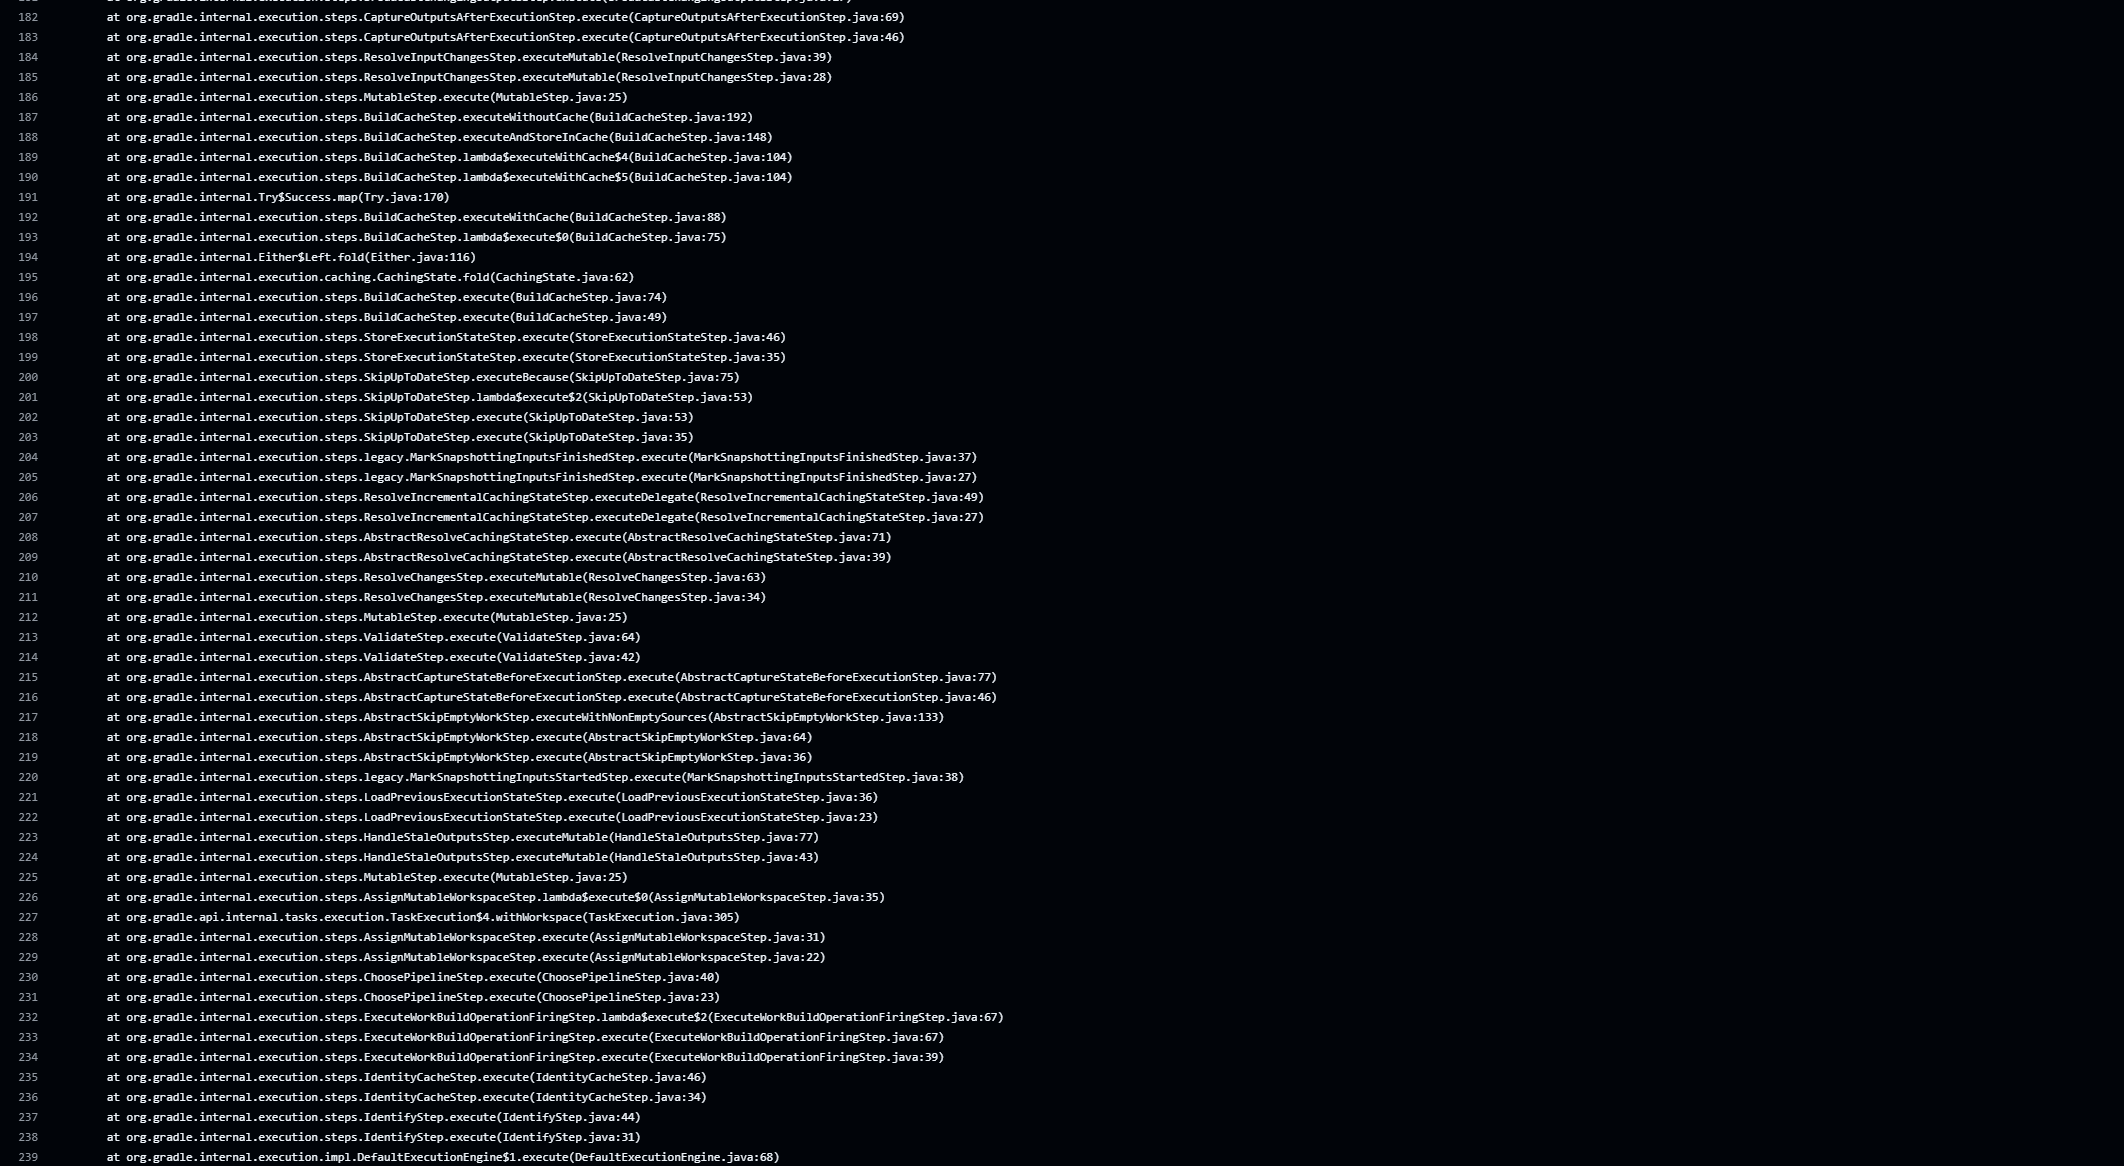 182 at org.gradle.internal.execution.steps.CaptureOutputsAfterExecutionStep.execute(CaptureOutputsAfterExecutionStep.java:69)
183 at org.gradle.internal.execution.steps.CaptureOutputsAfterExecutionStep.execute(CaptureOutputsAfterExecutionStep.java:46)
184 at org.gradle.internal.execution.steps.ResolveInputChangesStep.executeMutable(ResolveInputChangesStep.java:39)
185 at org.gradle.internal.execution.steps.ResolveInputChangesStep.executeMutable(ResolveInputChangesStep.java:28)
186 at org.gradle.internal.execution.steps.MutableStep.execute(MutableStep.java:25)
187 at org.gradle.internal.execution.steps.BuildCacheStep.executeWithoutCache(BuildCacheStep.java:192)
188 at org.gradle.internal.execution.steps.BuildCacheStep.executeAndStoreInCache(BuildCacheStep.java:148)
189 at org.gradle.internal.execution.steps.BuildCacheStep.lambda$executeWithCache$4(BuildCacheStep.java:104)
190 at org.gradle.internal.execution.steps.BuildCacheStep.lambda$executeWithCache$5(BuildCacheStep.java:104)
191 at org.gradle.internal.Try$Success.map(Try.java:170)
192 at org.gradle.internal.execution.steps.BuildCacheStep.executeWithCache(BuildCacheStep.java:88)
193 at org.gradle.internal.execution.steps.BuildCacheStep.lambda$execute$0(BuildCacheStep.java:75)
194 at org.gradle.internal.Either$Left.fold(Either.java:116)
195 at org.gradle.internal.execution.caching.CachingState.fold(CachingState.java:62)
196 at org.gradle.internal.execution.steps.BuildCacheStep.execute(BuildCacheStep.java:74)
197 at org.gradle.internal.execution.steps.BuildCacheStep.execute(BuildCacheStep.java:49)
198 at org.gradle.internal.execution.steps.StoreExecutionStateStep.execute(StoreExecutionStateStep.java:46)
199 at org.gradle.internal.execution.steps.StoreExecutionStateStep.execute(StoreExecutionStateStep.java:35)
200 at org.gradle.internal.execution.steps.SkipUpToDateStep.executeBecause(SkipUpToDateStep.java:75)
201 at org.gradle.internal.execution.steps.SkipUpToDateStep.lambda$execute$2(SkipUpToDateStep.java:53)
202 at org.gradle.internal.execution.steps.SkipUpToDateStep.execute(SkipUpToDateStep.java:53)
203 at org.gradle.internal.execution.steps.SkipUpToDateStep.execute(SkipUpToDateStep.java:35)
204 at org.gradle.internal.execution.steps.legacy.MarkSnapshottingInputsFinishedStep.execute(MarkSnapshottingInputsFinishedStep.java:37)
205 at org.gradle.internal.execution.steps.legacy.MarkSnapshottingInputsFinishedStep.execute(MarkSnapshottingInputsFinishedStep.java:27)
206 at org.gradle.internal.execution.steps.ResolveIncrementalCachingStateStep.executeDelegate(ResolveIncrementalCachingStateStep.java:49)
207 at org.gradle.internal.execution.steps.ResolveIncrementalCachingStateStep.executeDelegate(ResolveIncrementalCachingStateStep.java:27)
208 at org.gradle.internal.execution.steps.AbstractResolveCachingStateStep.execute(AbstractResolveCachingStateStep.java:71)
209 at org.gradle.internal.execution.steps.AbstractResolveCachingStateStep.execute(AbstractResolveCachingStateStep.java:39)
210 at org.gradle.internal.execution.steps.ResolveChangesStep.executeMutable(ResolveChangesStep.java:63)
211 at org.gradle.internal.execution.steps.ResolveChangesStep.executeMutable(ResolveChangesStep.java:34)
212 at org.gradle.internal.execution.steps.MutableStep.execute(MutableStep.java:25)
213 at org.gradle.internal.execution.steps.ValidateStep.execute(ValidateStep.java:64)
214 at org.gradle.internal.execution.steps.ValidateStep.execute(ValidateStep.java:42)
215 at org.gradle.internal.execution.steps.AbstractCaptureStateBeforeExecutionStep.execute(AbstractCaptureStateBeforeExecutionStep.java:77)
216 at org.gradle.internal.execution.steps.AbstractCaptureStateBeforeExecutionStep.execute(AbstractCaptureStateBeforeExecutionStep.java:46)
217 at org.gradle.internal.execution.steps.AbstractSkipEmptyWorkStep.executeWithNonEmptySources(AbstractSkipEmptyWorkStep.java:133)
218 at org.gradle.internal.execution.steps.AbstractSkipEmptyWorkStep.execute(AbstractSkipEmptyWorkStep.java:64)
219 at org.gradle.internal.execution.steps.AbstractSkipEmptyWorkStep.execute(AbstractSkipEmptyWorkStep.java:36)
220 at org.gradle.internal.execution.steps.legacy.MarkSnapshottingInputsStartedStep.execute(MarkSnapshottingInputsStartedStep.java:38)
221 at org.gradle.internal.execution.steps.LoadPreviousExecutionStateStep.execute(LoadPreviousExecutionStateStep.java:36)
222 at org.gradle.internal.execution.steps.LoadPreviousExecutionStateStep.execute(LoadPreviousExecutionStateStep.java:23)
223 at org.gradle.internal.execution.steps.HandleStaleOutputsStep.executeMutable(HandleStaleOutputsStep.java:77)
224 at org.gradle.internal.execution.steps.HandleStaleOutputsStep.executeMutable(HandleStaleOutputsStep.java:43)
225 at org.gradle.internal.execution.steps.MutableStep.execute(MutableStep.java:25)
226 at org.gradle.internal.execution.steps.AssignMutableWorkspaceStep.lambda$execute$0(AssignMutableWorkspaceStep.java:35)
227 at org.gradle.api.internal.tasks.execution.TaskExecution$4.withWorkspace(TaskExecution.java:305)
228 at org.gradle.internal.execution.steps.AssignMutableWorkspaceStep.execute(AssignMutableWorkspaceStep.java:31)
229 at org.gradle.internal.execution.steps.AssignMutableWorkspaceStep.execute(AssignMutableWorkspaceStep.java:22)
230 at org.gradle.internal.execution.steps.ChoosePipelineStep.execute(ChoosePipelineStep.java:40)
231 at org.gradle.internal.execution.steps.ChoosePipelineStep.execute(ChoosePipelineStep.java:23)
232 at org.gradle.internal.execution.steps.ExecuteWorkBuildOperationFiringStep.lambda$execute$2(ExecuteWorkBuildOperationFiringStep.java:67)
233 at org.gradle.internal.execution.steps.ExecuteWorkBuildOperationFiringStep.execute(ExecuteWorkBuildOperationFiringStep.java:67)
234 at org.gradle.internal.execution.steps.ExecuteWorkBuildOperationFiringStep.execute(ExecuteWorkBuildOperationFiringStep.java:39)
235 at org.gradle.internal.execution.steps.IdentityCacheStep.execute(IdentityCacheStep.java:46)
236 at org.gradle.internal.execution.steps.IdentityCacheStep.execute(IdentityCacheStep.java:34)
237 at org.gradle.internal.execution.steps.IdentifyStep.execute(IdentifyStep.java:44)
238 at org.gradle.internal.execution.steps.IdentifyStep.execute(IdentifyStep.java:31)
239 at org.gradle.internal.execution.impl.DefaultExecutionEngine$1.execute(DefaultExecutionEngine.java:68)